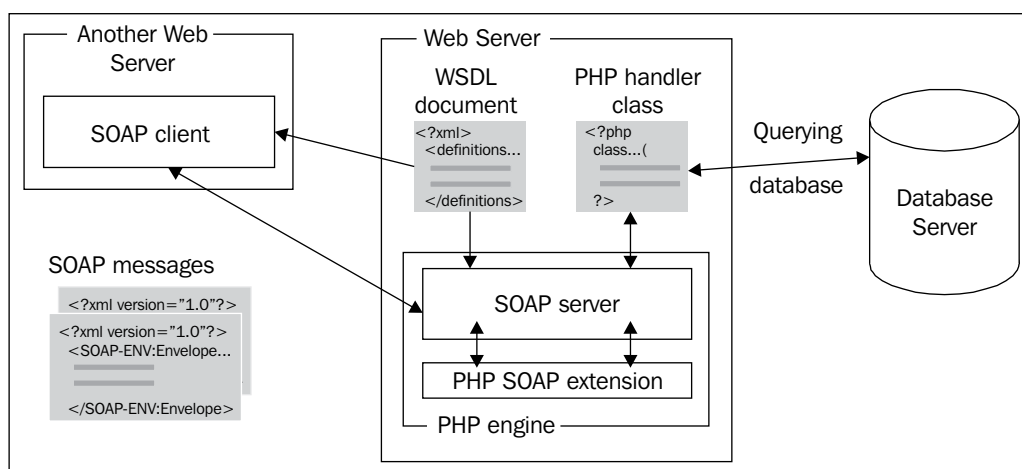 Another Web
Server
SOAP client
Web Server
WSDL
document
<?xml>
<definitions...
</definitions>
PHP handler
class
<?php
class...(
?>
Querying
database
Database
Server
SOAP messages
<?xml version="1.0"?>
<?xml version="1.0"?>
<SOAP-ENV:Envelope...
</SOAP-ENV:Envelope>
SOAP server
PHP SOAP extension
PHP engine